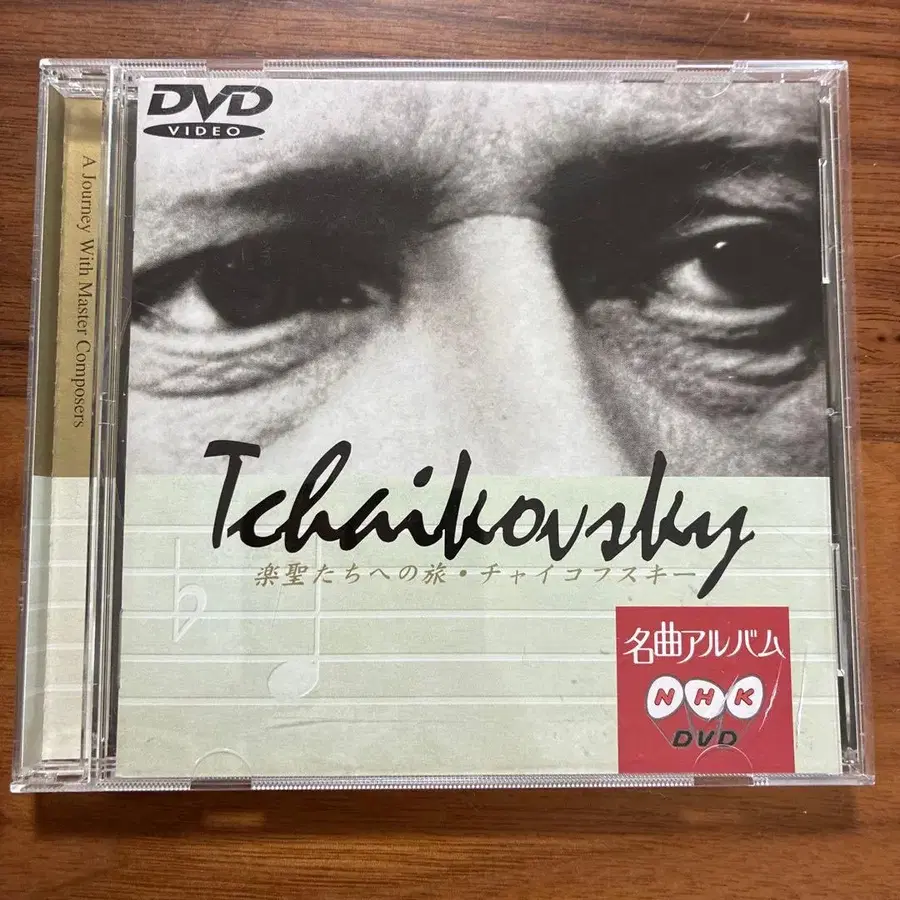 DVD
VIDEO
A Journey With Master Composers
Tchaikovsky
楽聖たちへの旅・チャイコフスキー
名曲アルバム
NHK
DVD